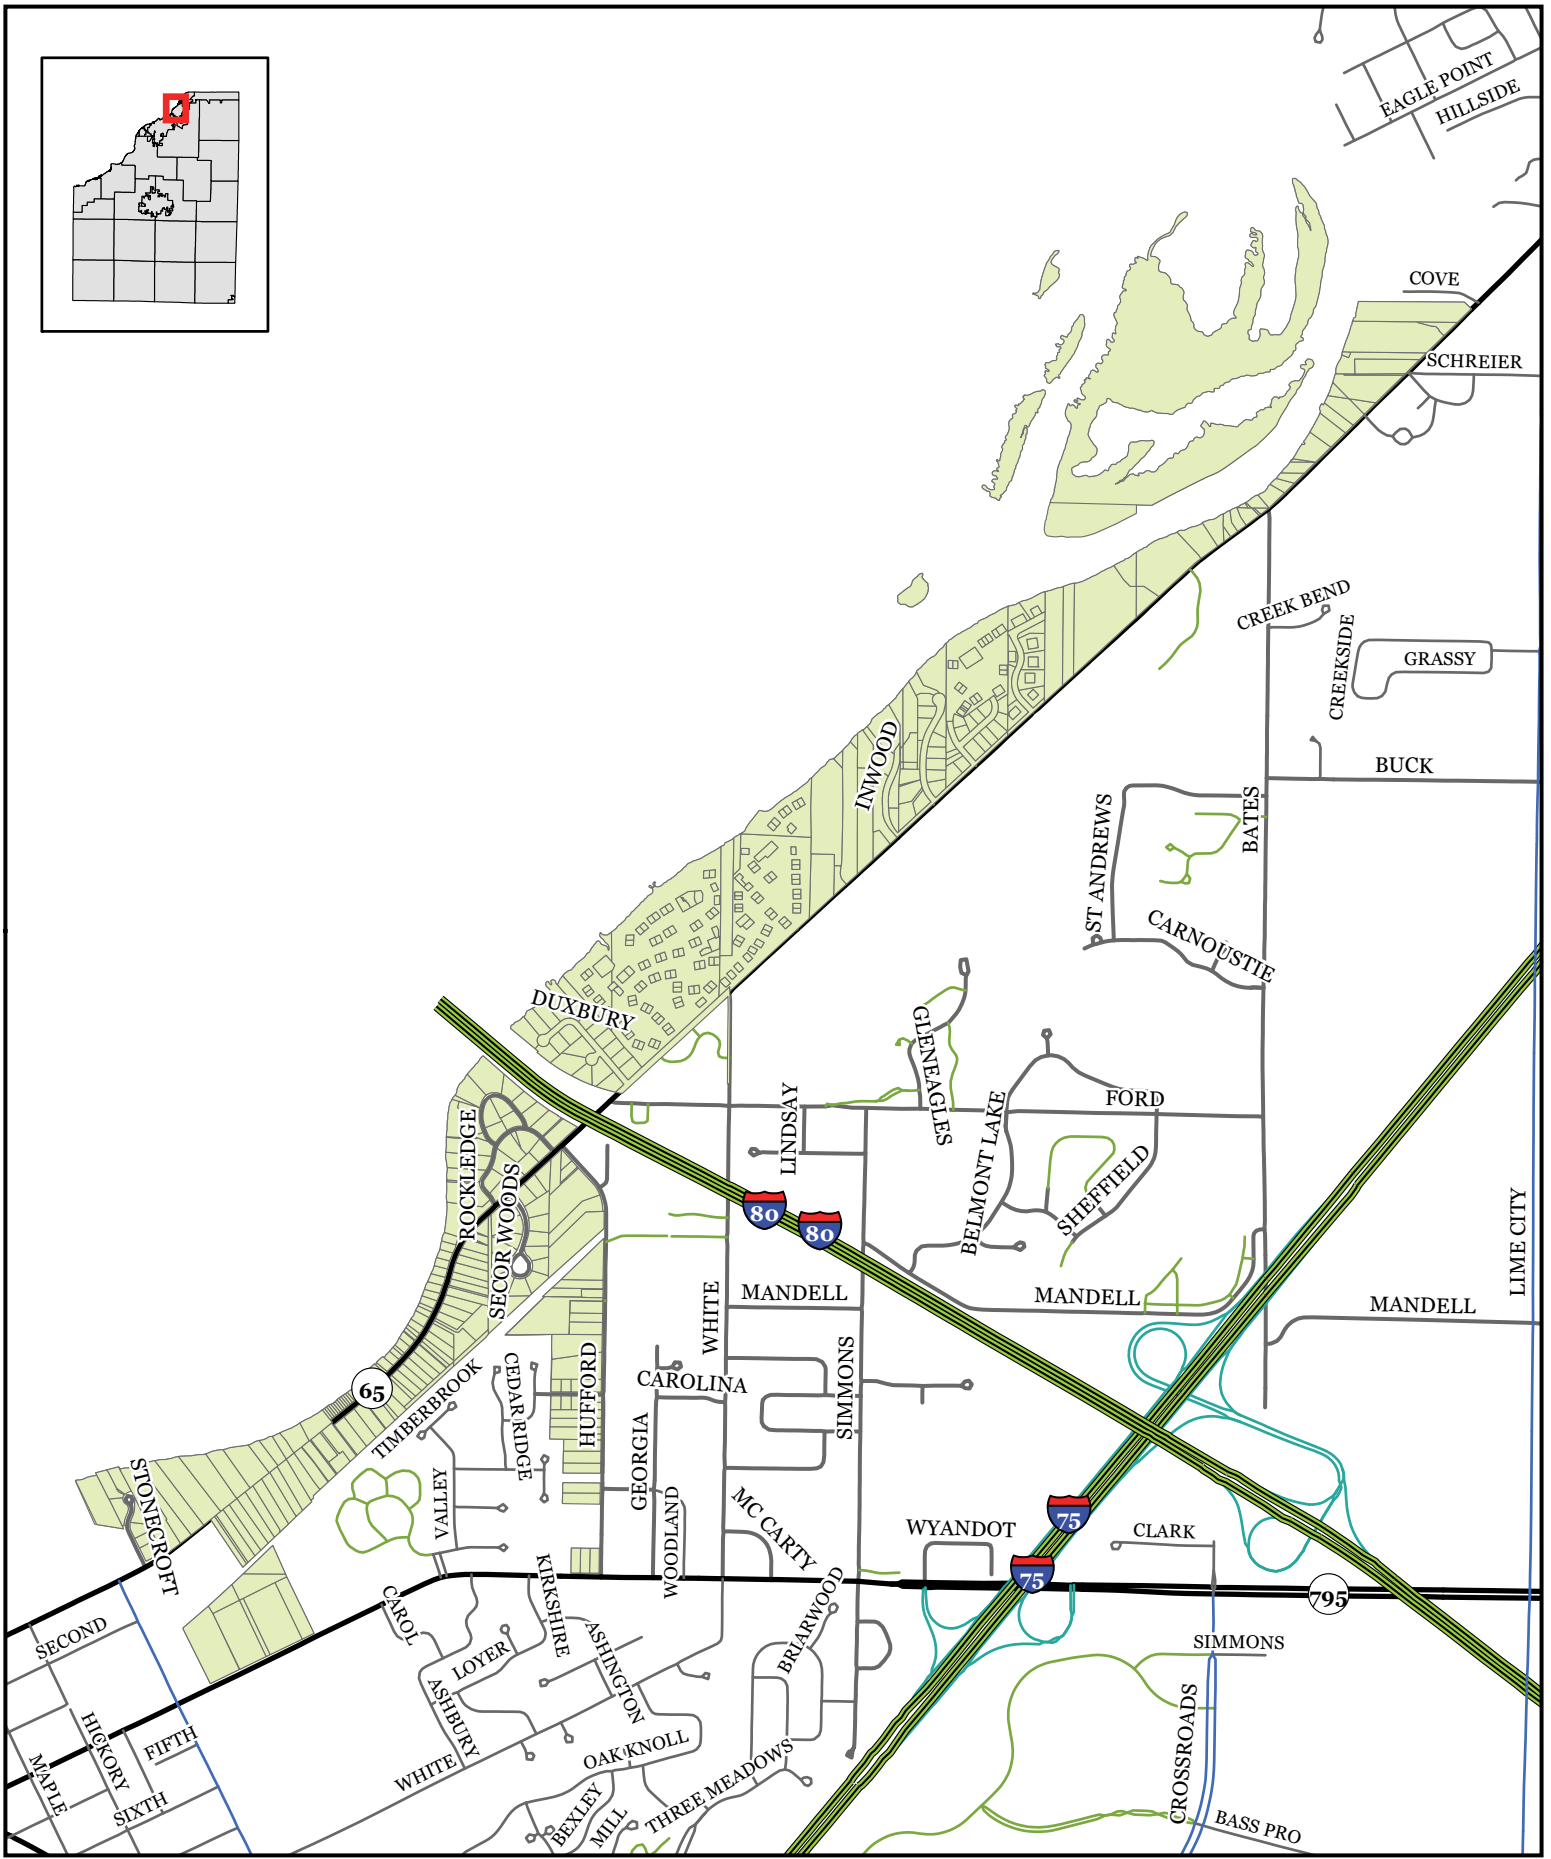 EAGLE POINT
HILLSIDE
COVE
SCHREIER
CREEK BEND
CREEKSIDE
GRASSY
INWOOD
BUCK
ST ANDREWS
BATES
CARNOUSTIE
DUXBURY
GLENEAGLES
LINDSAY
BELMONT LAKE
FORD
ROCKLEDGE
SECOR WOODS
SHEFFIELD
LIME CITY
80
80
WHITE
MANDELL
MANDELL
MANDELL
65
TIMBERBROOK
CEDAR RIDGE
HUFFORD
CAROLINA
SIMMONS
GEORGIA
STONECROFT
VALLEY
WOODLAND
MC CARTY
WYANDOT
75
CLARK
75
795
CAROL
KIRKSHIRE
BRIARWOOD
SECOND
LOYER
ASHINGTON
SIMMONS
ASHBURY
HICKORY
FIFTH
MAPLE
SIXTH
WHITE
OAK KNOLL
CROSSROADS
BEXLEY
MILL
THREE MEADOWS
BASS PRO